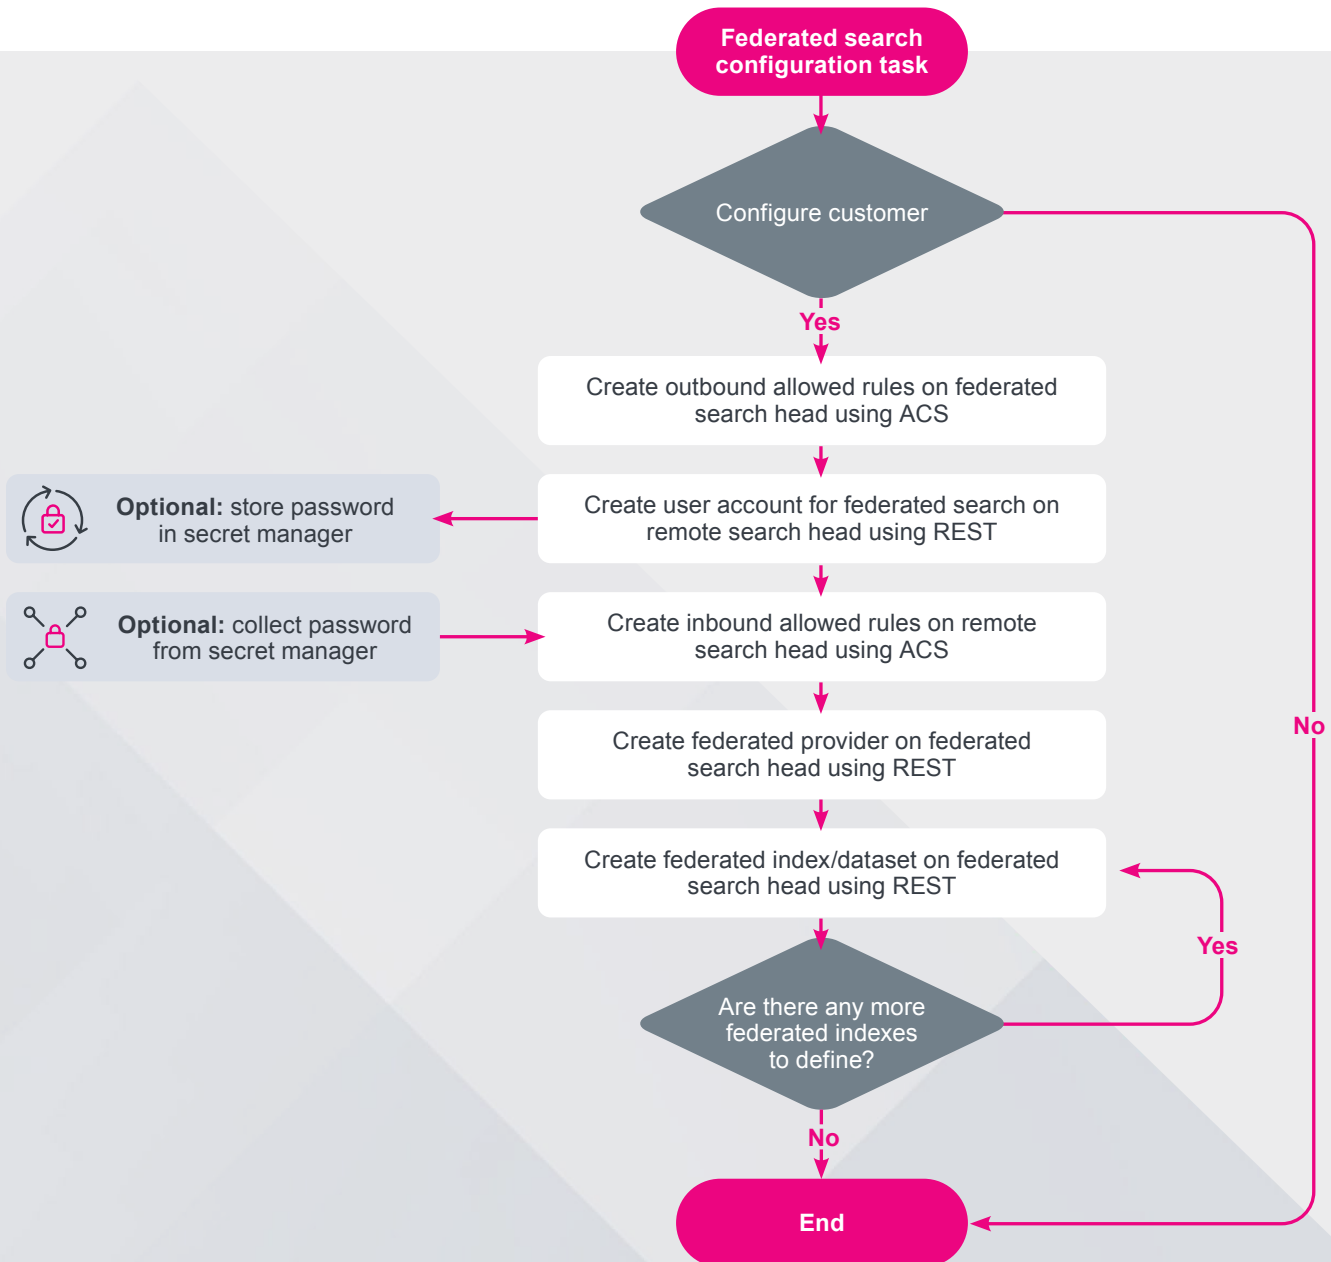 Federated search
configuration task
Configure customer
Yes
Create outbound allowed rules on federated
search head using ACS
Optional: store password
in secret manager
Create user account for federated search on
remote search head using REST
Optional: collect password
from secret manager
Create inbound allowed rules on remote
search head using ACS
Create federated provider on federated
search head using REST
No
Create federated index/dataset on federated
search head using REST
Yes
Are there any more
federated indexes
to define?
No
End